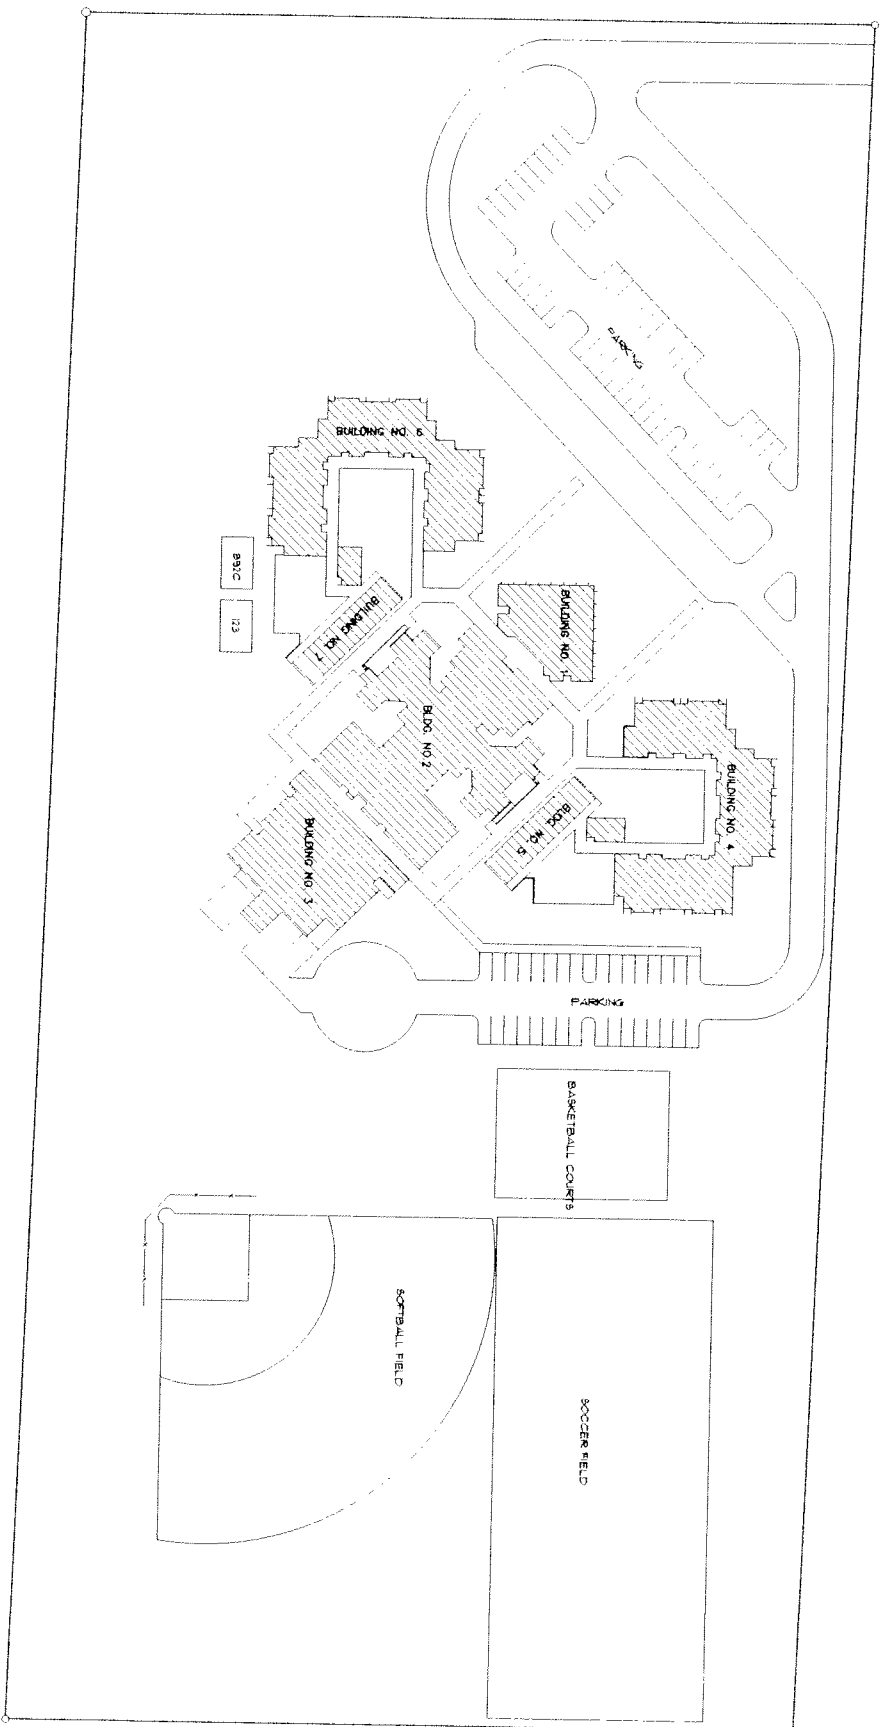 PARKING
BUILDING NO. 6
892C
123
BUILDING NO. 7
BUILDING NO. 1
BLDG. NO.2
BUILDING NO. 4
BLDG. NO. 5
BUILDING NO. 3
PARKING
BASKETBALL COURTS
SOFTBALL FIELD
SOCCER FIELD